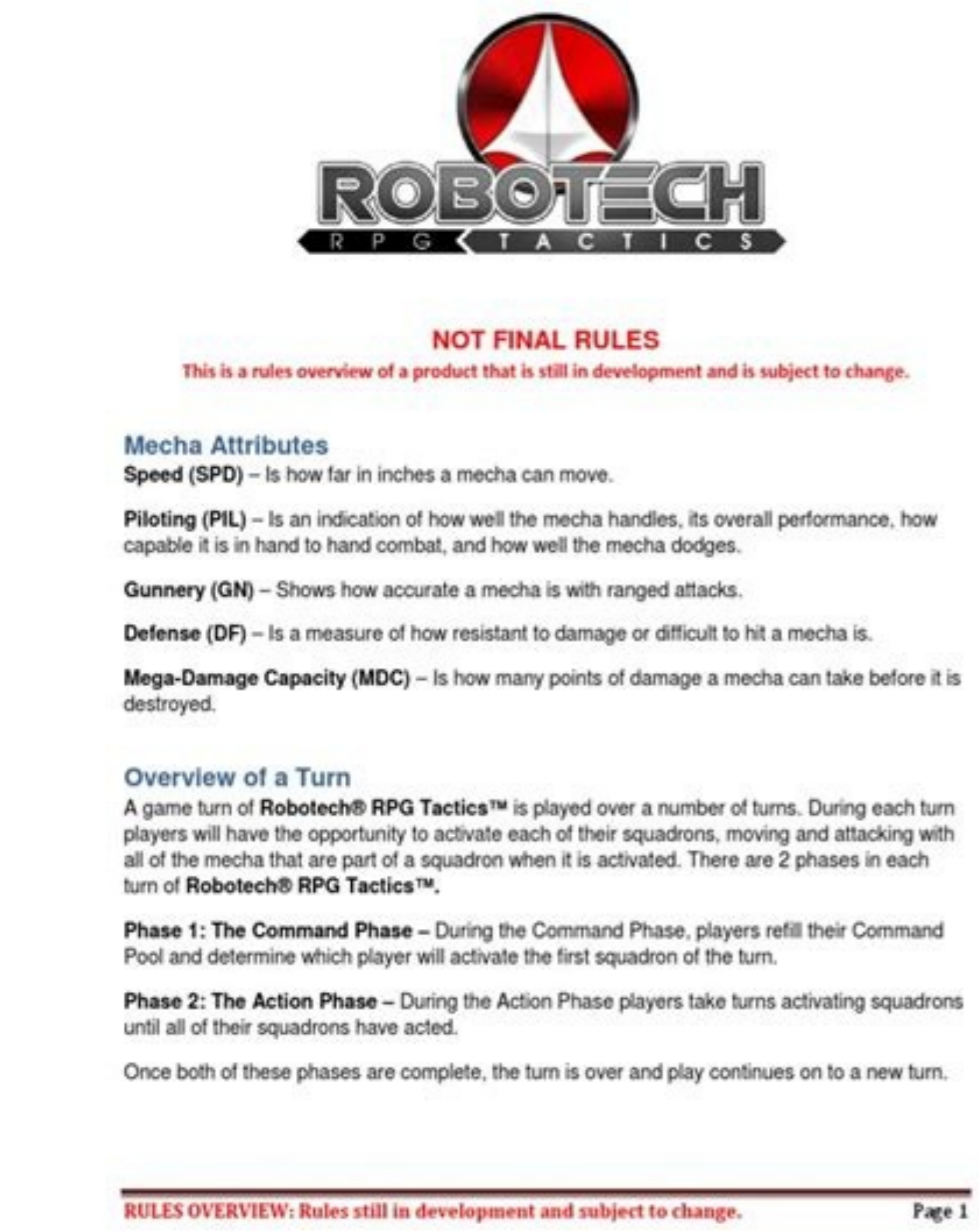 ROBOTECH
RPG TACTICS
NOT FINAL RULES
This is a rules overview of a product that is still in development and is subject to change.
Mecha Attributes
Speed (SPD) – Is how far in inches a mecha can move.
Piloting (PIL) – Is an indication of how well the mecha handles, its overall performance, how
capable it is in hand to hand combat, and how well the mecha dodges.
Gunnery (GN) – Shows how accurate a mecha is with ranged attacks.
Defense (DF) – Is a measure of how resistant to damage or difficult to hit a mecha is.
Mega-Damage Capacity (MDC) – Is how many points of damage a mecha can take before it is
destroyed.
Overview of a Turn
A game turn of Robotech® RPG Tactics™ is played over a number of turns. During each turn
players will have the opportunity to activate each of their squadrons, moving and attacking with
all of the mecha that are part of a squadron when it is activated. There are 2 phases in each
turn of Robotech® RPG Tactics™.
Phase 1: The Command Phase – During the Command Phase, players refill their Command
Pool and determine which player will activate the first squadron of the turn.
Phase 2: The Action Phase – During the Action Phase players take turns activating squadrons
until all of their squadrons have acted.
Once both of these phases are complete, the turn is over and play continues on to a new turn.
RULES OVERVIEW: Rules still in development and subject to change. Page 1